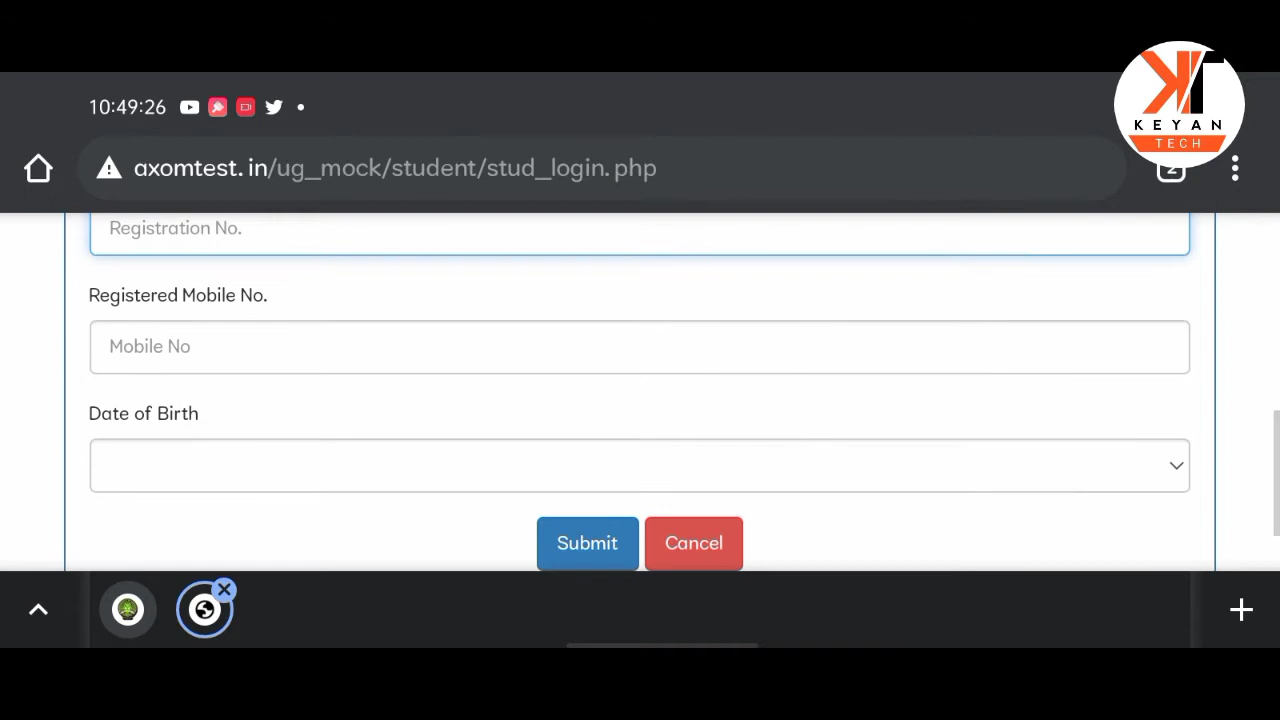 10:49:26
KEYAN
TECH
axomtest.in/ug_mock/student/stud_login.php
Registration No.
Registered Mobile No.
Mobile No
Date of Birth
Submit Cancel